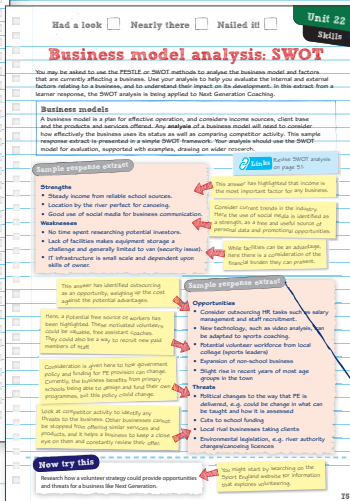 Had a look
Nearly there
Nailed it!
Unit 22
Skills
Business model analysis: SWOT
You may be asked to use the PESTLE or SWOT methods to analyse the business model and factors
that are currently affecting a business. Use your analysis to help you evaluate the internal and external
factors relating to a business, and to understand their impact on its development. In this extract from a
learner response, the SWOT analysis is being applied to Next Generation Coaching.
Business models
A business model is a plan for effective operation, and considers income sources, client base
and the products and services offered. Any analysis of a business model will need to consider
how effectively the business uses its status as well as comparing competitor activity. This sample
response extract is presented in a simple SWOT framework. Your analysis should use the SWOT
model for evaluation, supported with examples, drawing on wider research.
Sample response extract
Links
Revise SWOT analysis
on page 51.
Strengths
• Steady income from reliable school sources.
• Location by the river perfect for canoeing.
• Good use of social media for business communication.
Weaknesses
• No time spent researching potential investors.
• Lack of facilities makes equipment storage a
challenge and generally limited to van (security issue).
• IT infrastructure is small scale and dependent upon
skills of owner.
This answer has highlighted that income is
the most important factor for any business.
Consider current trends in the industry.
Here the use of social media is identified as
a strength, as a free and useful source of
personal data and promotional opportunities.
While facilities can be an advantage,
here there is a consideration of the
financial burden they can present.
This answer has identified outsourcing
as an opportunity, weighing up the cost
against the potential advantages.
Here, a potential free source of workers has
been highlighted. These motivated volunteers
could be valuable, free assistant coaches.
They could also be a way to recruit new paid
members of staff.
Consideration is given here to how government
policy and funding for PE provision can change.
Currently, the business benefits from primary
schools being able to design and fund their own
programmes, but this policy could change.
Look at competitor activity to identify any
threats to the business. Other businesses cannot
be stopped from offering similar services and
products, and it helps a business to keep a close
eye on them and constantly review their offer.
Sample response extract
Opportunities
• Consider outsourcing HR tasks such as salary
management and staff recruitment.
• New technology, such as video analysis, can
be adapted to sports coaching.
• Potential volunteer workforce from local
college (sports leaders)
• Expansion of non-school business
• Slight rise in recent years of most age
groups in the town
Threats
• Political changes to the way that PE is
delivered, e.g. could be change in what can
be taught and how it is assessed
• Cuts to school funding
• Local rival businesses taking clients
• Environmental legislation, e.g. river authority
changes/canoeing licences
Now try this
Research how a volunteer strategy could provide opportunities
and threats for a business like Next Generation.
You might start by searching on the
Sport England website for information
that explores volunteering.